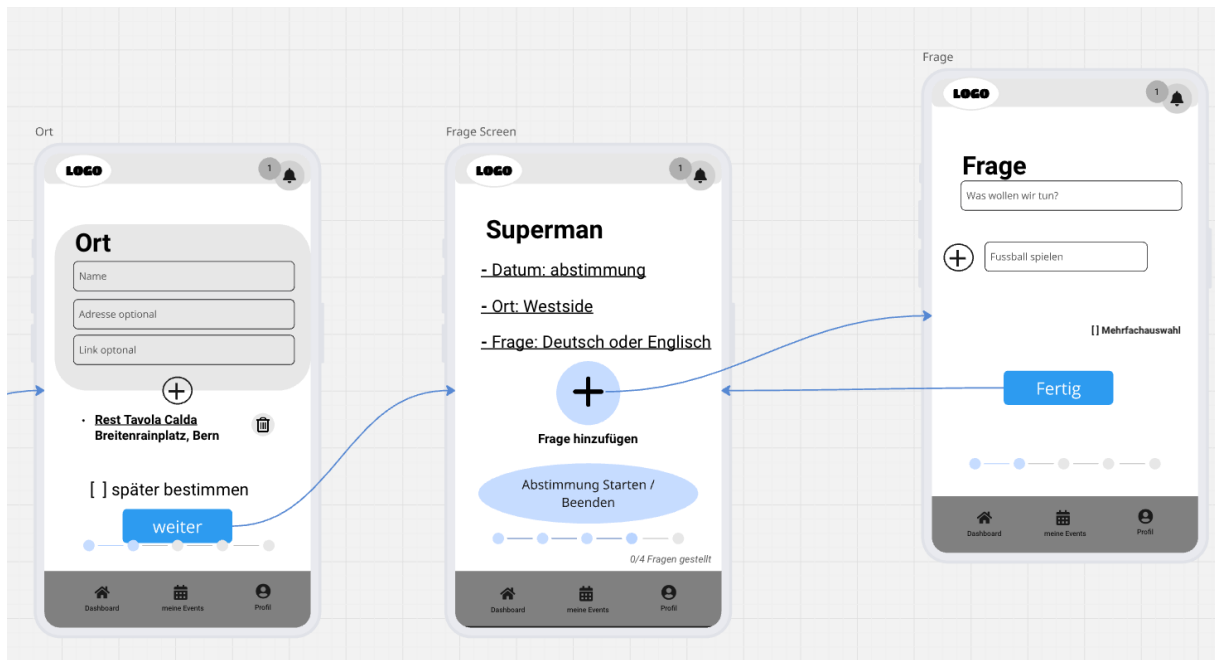 Ort
LOGO
1
Ort
Name
Adresse optional
Link optonal
Rest Tavola Calda
Breitenrainplatz, Bern
[ ] später bestimmen
weiter
Dashboard
meine Events
Profil
Frage Screen
LOGO
1
Superman
- Datum: abstimmung
- Ort: Westside
- Frage: Deutsch oder Englisch
Frage hinzufügen
Abstimmung Starten /
Beenden
0/4 Fragen gestellt
Dashboard
meine Events
Profil
Frage
LOGO
1
Frage
Was wollen wir tun?
Fussball spielen
[ ] Mehrfachauswahl
Fertig
Dashboard
meine Events
Profil